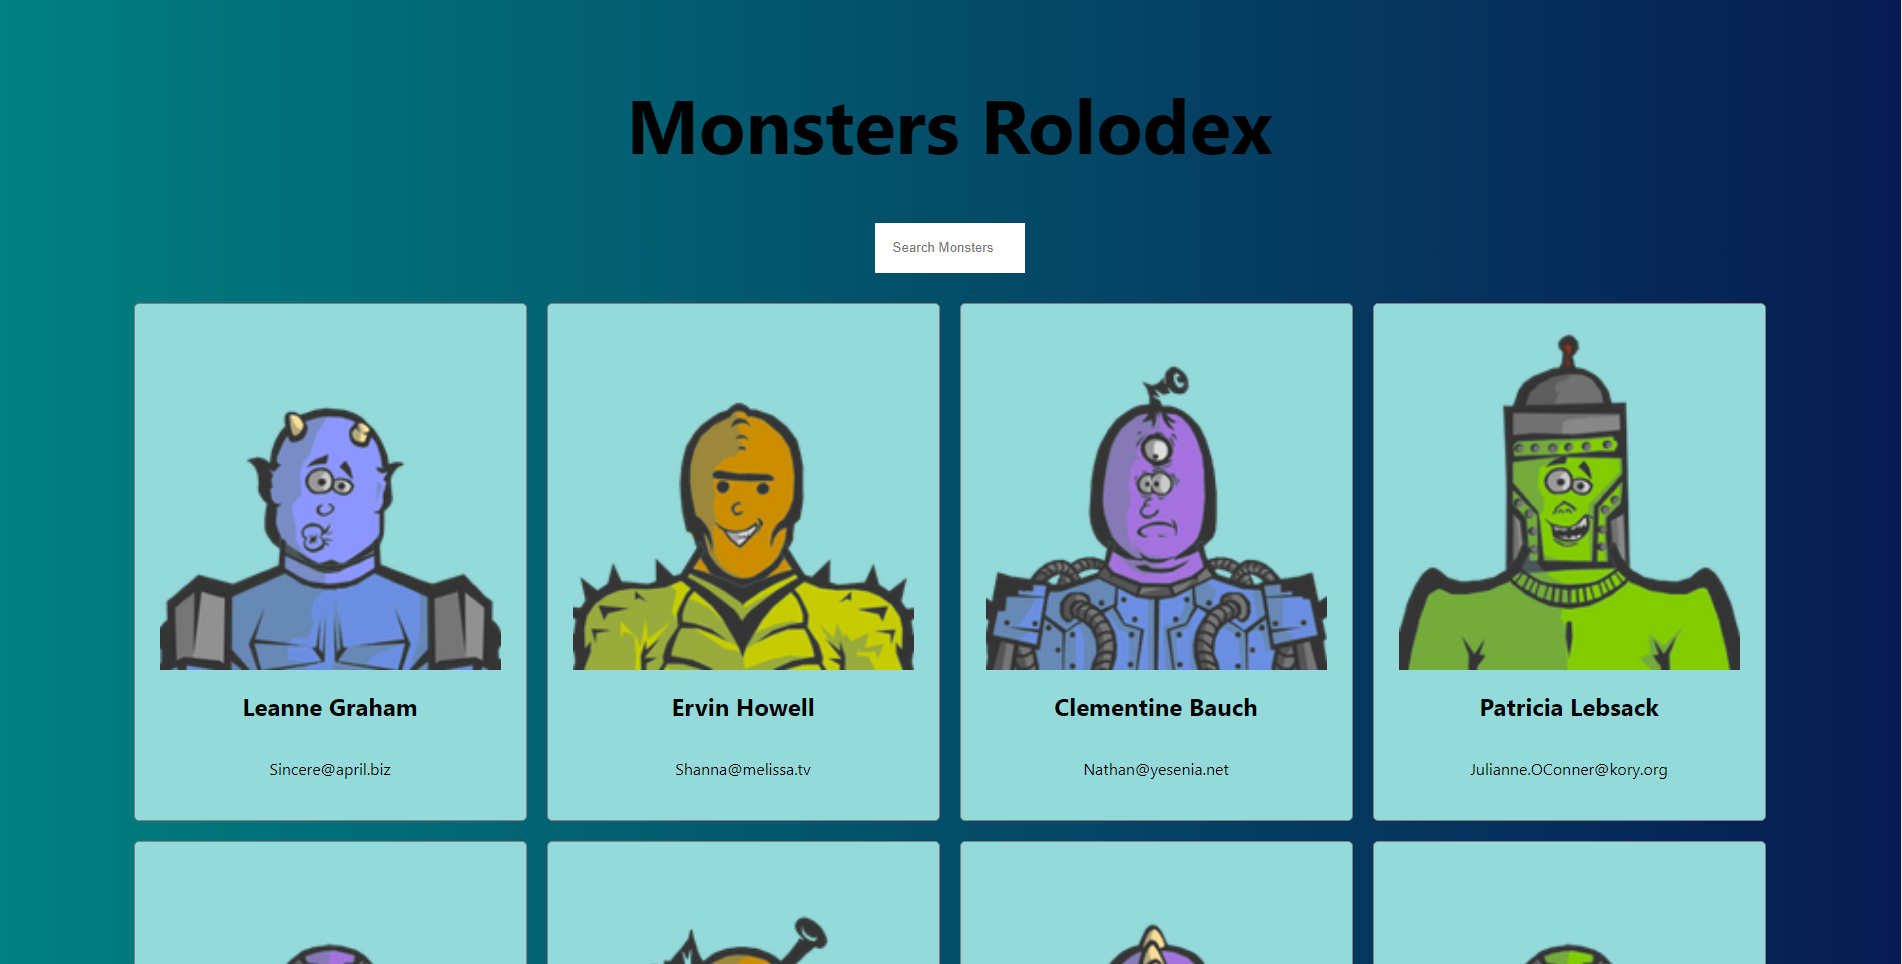 Monsters Rolodex
Search Monsters
Leanne Graham
Sincere@april.biz
Ervin Howell
Shanna@melissa.tv
Clementine Bauch
Nathan@yesenia.net
Patricia Lebsack
Julianne.OConner@kory.org